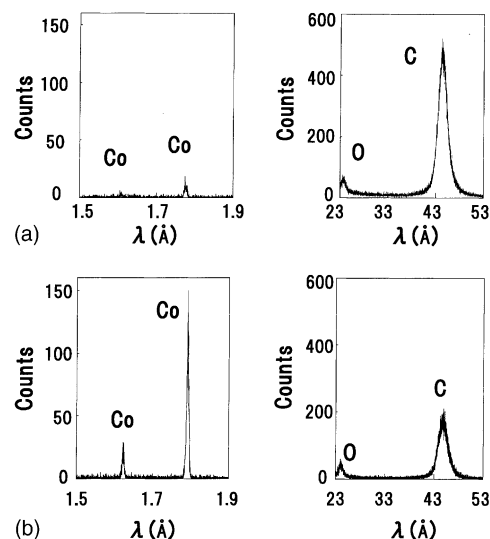 150
100
50
0
Counts
Co
Co
1.5 1.7 1.9
λ (Å)
(a)
600
400
200
0
Counts
C
O
23 33 43 53
λ (Å)
150
100
50
0
Counts
Co
Co
1.5 1.7 1.9
λ (Å)
(b)
600
400
200
0
Counts
C
O
23 33 43 53
λ (Å)